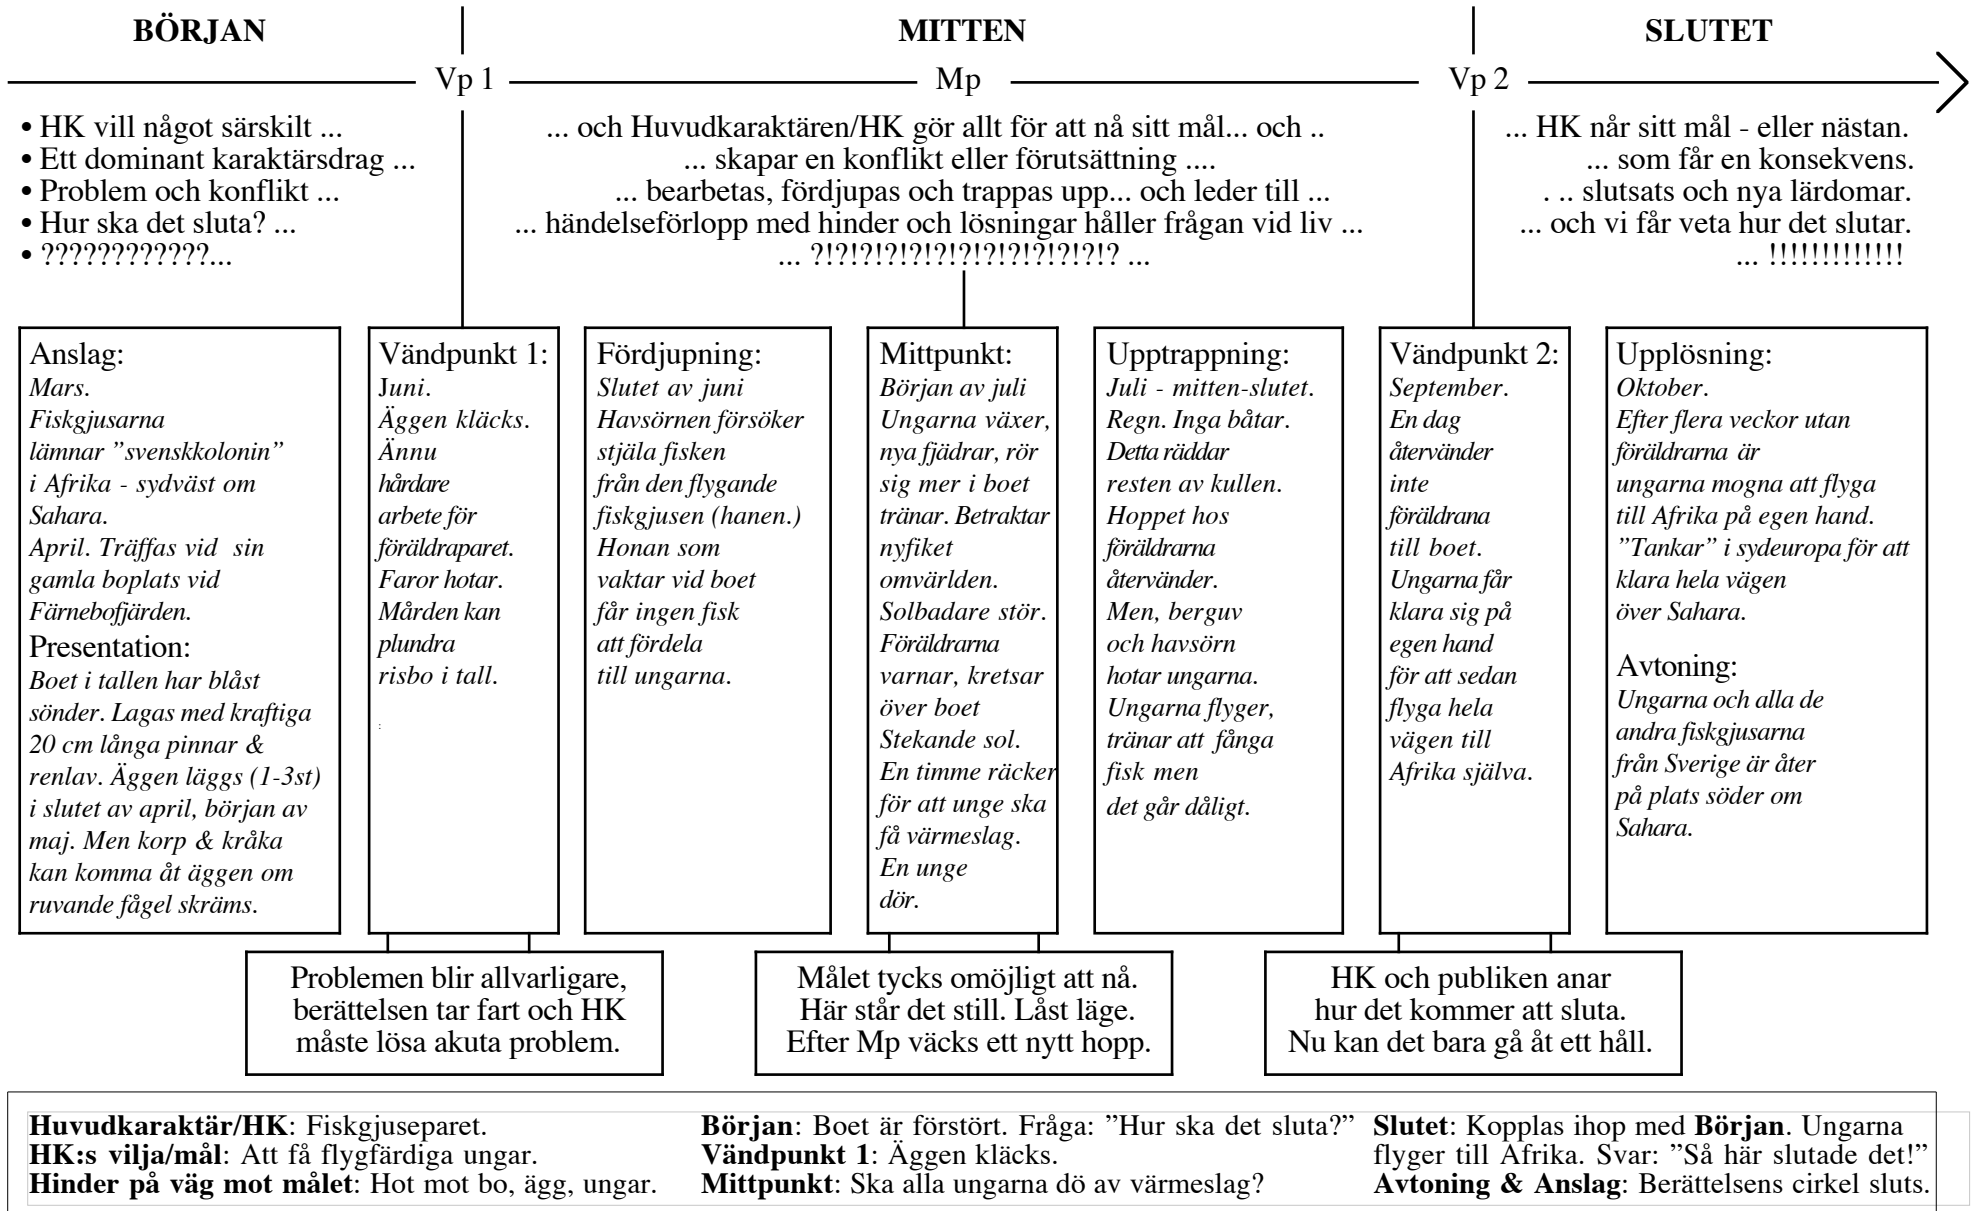 BÖRJAN
MITTEN
SLUTET
Vp 1
Mp
Vp 2
• HK vill något särskilt ...
• Ett dominant karaktärsdrag ...
• Problem och konflikt ...
• Hur ska det sluta? ...
• ????????????...
... och Huvudkaraktären/HK gör allt för att nå sitt mål... och ..
... skapar en konflikt eller förutsättning ....
... bearbetas, fördjupas och trappas upp... och leder till ...
... händelseförlopp med hinder och lösningar håller frågan vid liv ...
... ?!?!?!?!?!?!?!?!?!?!?!?!? ...
... HK når sitt mål - eller nästan.
... som får en konsekvens.
. .. slutsats och nya lärdomar.
... och vi får veta hur det slutar.
... !!!!!!!!!!!!!
Anslag:
Mars.
Fiskgjusarna
lämnar ”svenskkolonin”
i Afrika - sydväst om
Sahara.
April. Träffas vid sin
gamla boplats vid
Färnebofjärden.
Presentation:
Boet i tallen har blåst
sönder. Lagas med kraftiga
20 cm långa pinnar &
renlav. Äggen läggs (1-3st)
i slutet av april, början av
maj. Men korp & kråka
kan komma åt äggen om
ruvande fågel skräms.
Vändpunkt 1:
Juni.
Äggen kläcks.
Ännu
hårdare
arbete för
föräldraparet.
Faror hotar.
Mården kan
plundra
risbo i tall.
:
Fördjupning:
Slutet av juni
Havsörnen försöker
stjäla fisken
från den flygande
fiskgjusen (hanen.)
Honan som
vaktar vid boet
får ingen fisk
att fördela
till ungarna.
Mittpunkt:
Början av juli
Ungarna växer,
nya fjädrar, rör
sig mer i boet
tränar. Betraktar
nyfiket
omvärlden.
Solbadare stör.
Föräldrarna
varnar, kretsar
över boet
Stekande sol.
En timme räcker
för att unge ska
få värmeslag.
En unge
dör.
Upptrappning:
Juli - mitten-slutet.
Regn. Inga båtar.
Detta räddar
resten av kullen.
Hoppet hos
föräldrarna
återvänder.
Men, berguv
och havsörn
hotar ungarna.
Ungarna flyger,
tränar att fånga
fisk men
det går dåligt.
Vändpunkt 2:
September.
En dag
återvänder
inte
föräldrana
till boet.
Ungarna får
klara sig på
egen hand
för att sedan
flyga hela
vägen till
Afrika själva.
Upplösning:
Oktober.
Efter flera veckor utan
föräldrarna är
ungarna mogna att flyga
till Afrika på egen hand.
”Tankar” i sydeuropa för att
klara hela vägen
över Sahara.
Avtoning:
Ungarna och alla de
andra fiskgjusarna
från Sverige är åter
på plats söder om
Sahara.
Problemen blir allvarligare,
berättelsen tar fart och HK
måste lösa akuta problem.
Målet tycks omöjligt att nå.
Här står det still. Låst läge.
Efter Mp väcks ett nytt hopp.
HK och publiken anar
hur det kommer att sluta.
Nu kan det bara gå åt ett håll.
Huvudkaraktär/HK: Fiskgjuseparet.
HK:s vilja/mål: Att få flygfärdiga ungar.
Hinder på väg mot målet: Hot mot bo, ägg, ungar.
Början: Boet är förstört. Fråga: ”Hur ska det sluta?”
Vändpunkt 1: Äggen kläcks.
Mittpunkt: Ska alla ungarna dö av värmeslag?
Slutet: Kopplas ihop med Början. Ungarna
flyger till Afrika. Svar: ”Så här slutade det!”
Avtoning & Anslag: Berättelsens cirkel sluts.